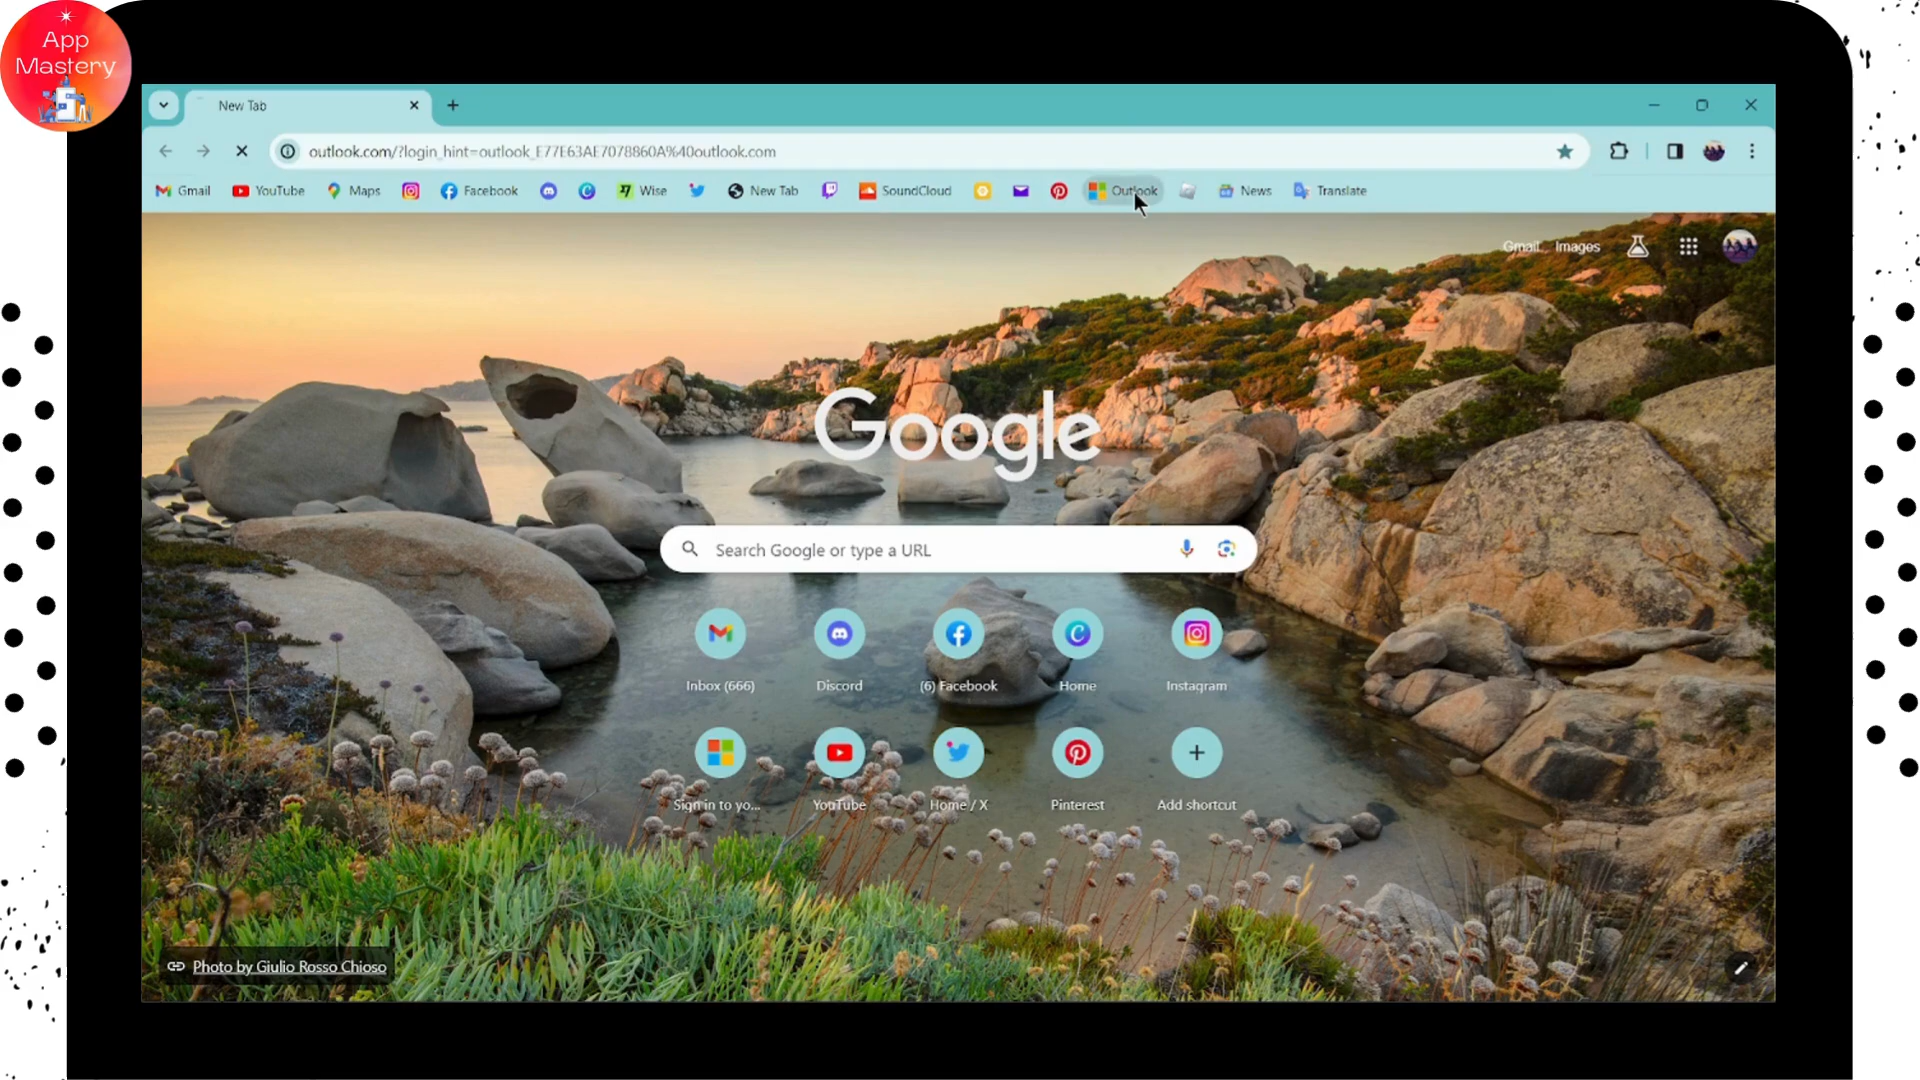 App
Mastery
New Tab
outlook.com/?login_hint=outlook_E77E63AE7078860A%40outlook.com
Gmail YouTube Maps Facebook Wise New Tab SoundCloud Outlook News Translate
Gmail Images
Google
Search Google or type a URL
Inbox (666) Discord (6) Facebook Home Instagram
Sign in to yo... YouTube Home / X Pinterest Add shortcut
Photo by Giulio Rosso Chioso